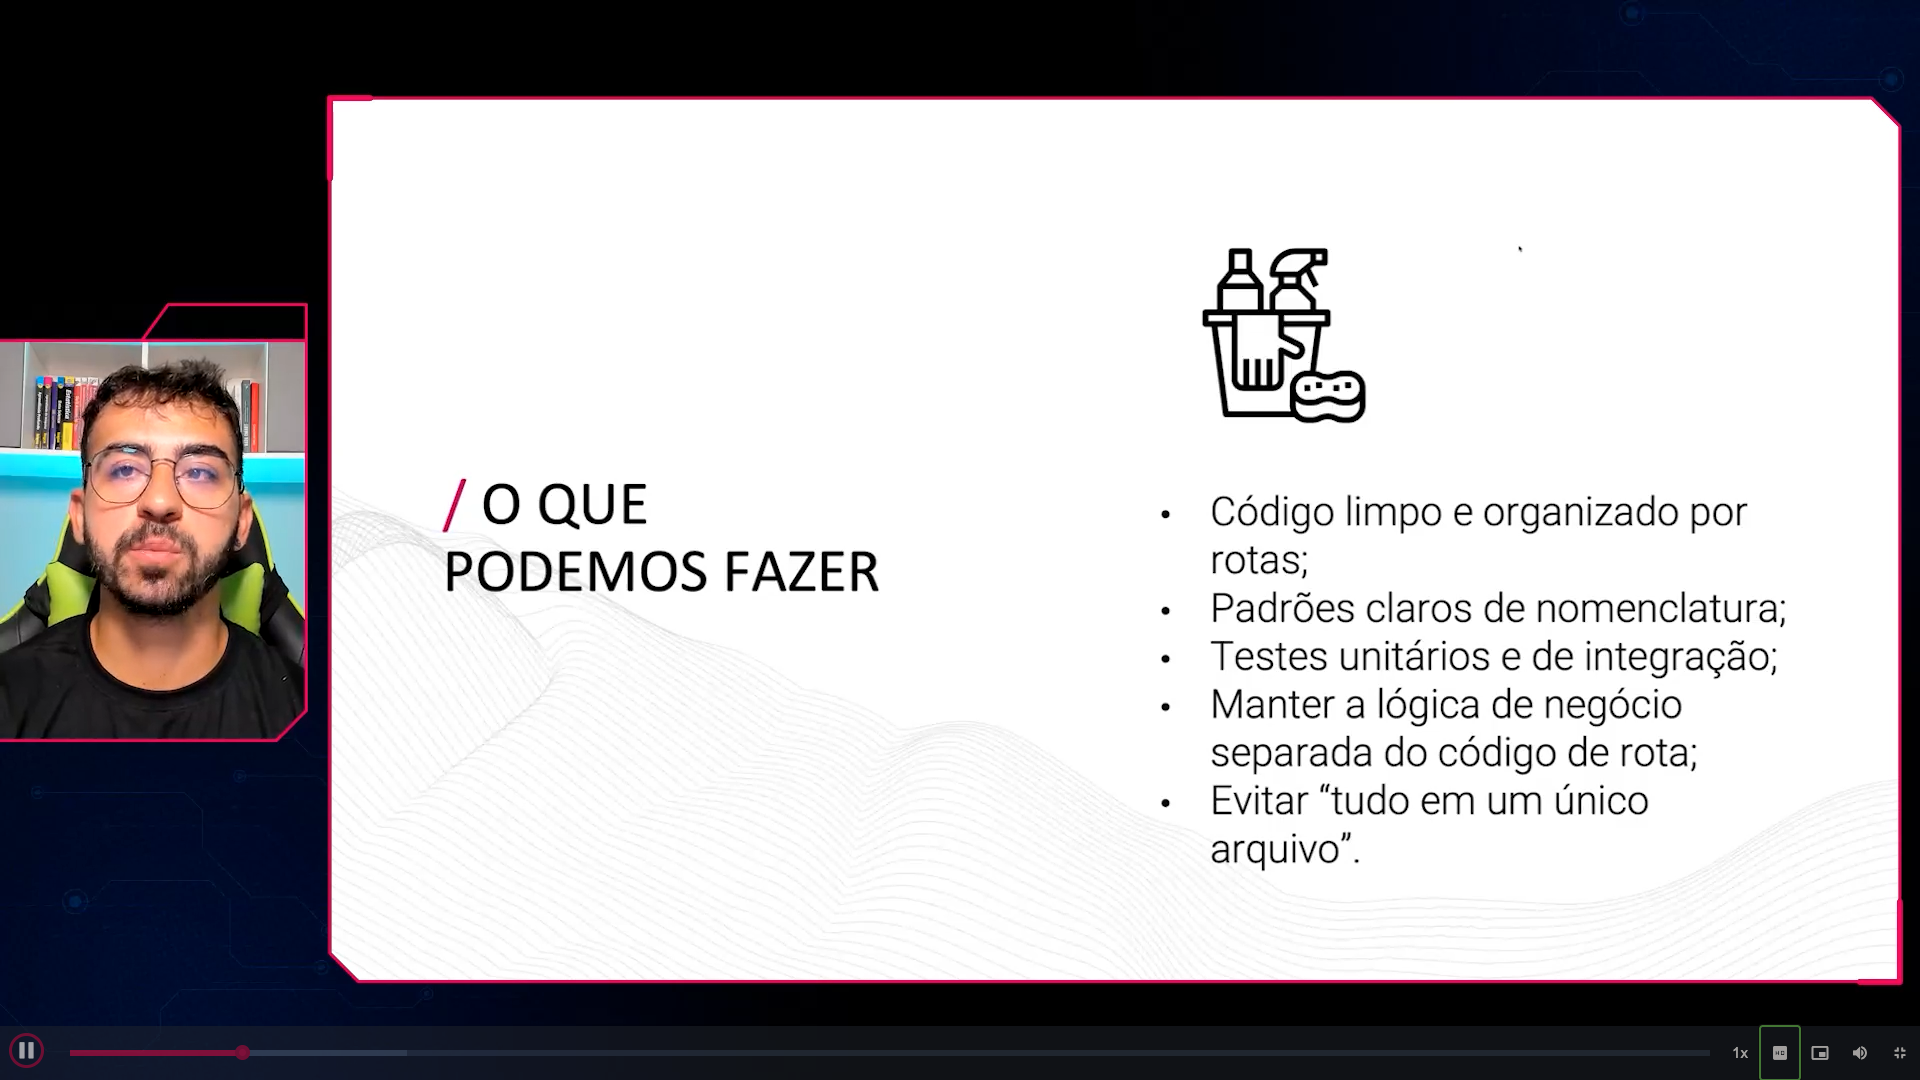 / O QUE
PODEMOS FAZER
• Código limpo e organizado por
rotas;
• Padrões claros de nomenclatura;
• Testes unitários e de integração;
• Manter a lógica de negócio
separada do código de rota;
• Evitar “tudo em um único
arquivo”.
1x